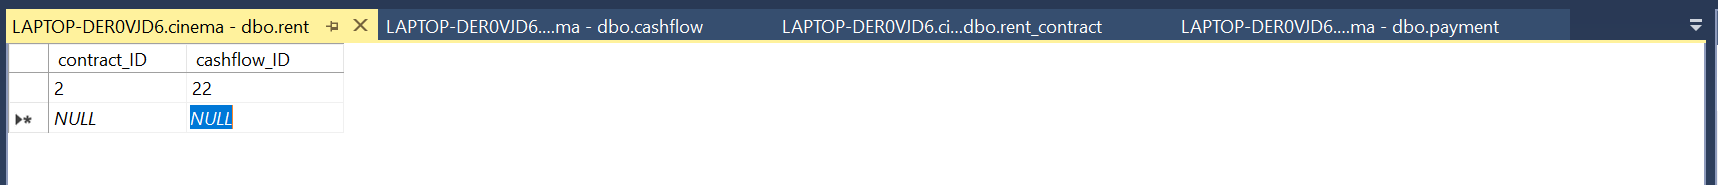 LAPTOP-DER0VJD6.cinema - dbo.rent LAPTOP-DER0VJD6....ma - dbo.cashflow LAPTOP-DER0VJD6.ci...dbo.rent_contract LAPTOP-DER0VJD6....ma - dbo.payment
contract_ID cashflow_ID
2 22
NULL NULL